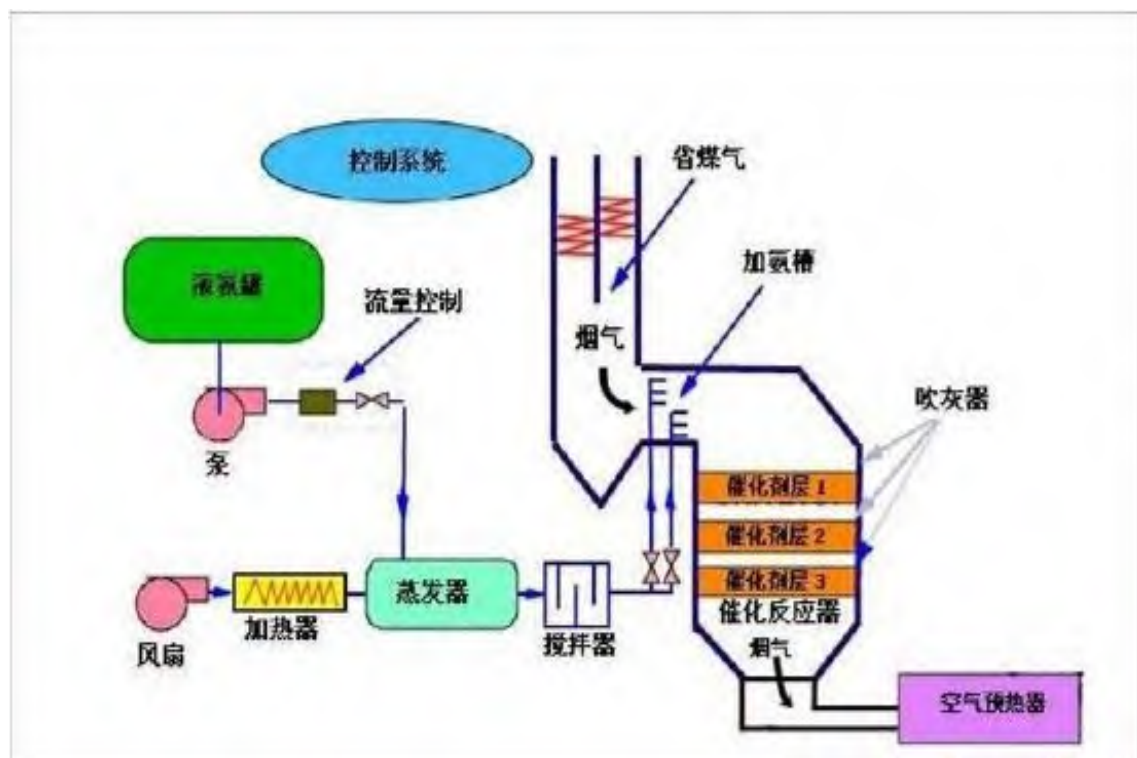 控制系统
省煤气
液氨罐
加氨槽
流量控制
烟气
吹灰器
泵
催化剂层 1
催化剂层 2
催化剂层 3
蒸发器
加热器
搅拌器
催化反应器
风扇
烟气
空气预热器